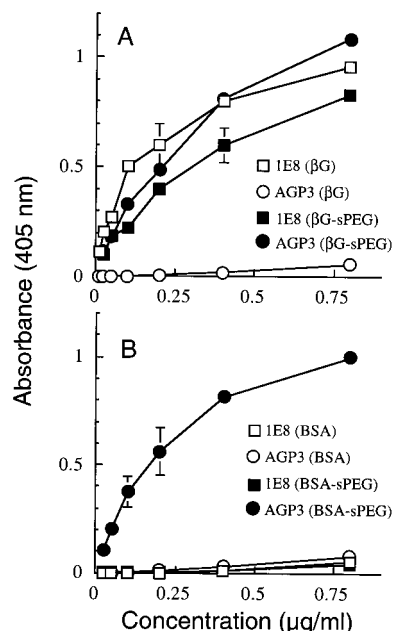 A
1
0.5
0
□ 1E8 (βG)
○ AGP3 (βG)
■ 1E8 (βG-sPEG)
● AGP3 (βG-sPEG)
0 0.25 0.5 0.75
Absorbance (405 nm)
B
1
0.5
0
□ 1E8 (BSA)
○ AGP3 (BSA)
■ 1E8 (BSA-sPEG)
● AGP3 (BSA-sPEG)
0 0.25 0.5 0.75
Concentration (μg/ml)